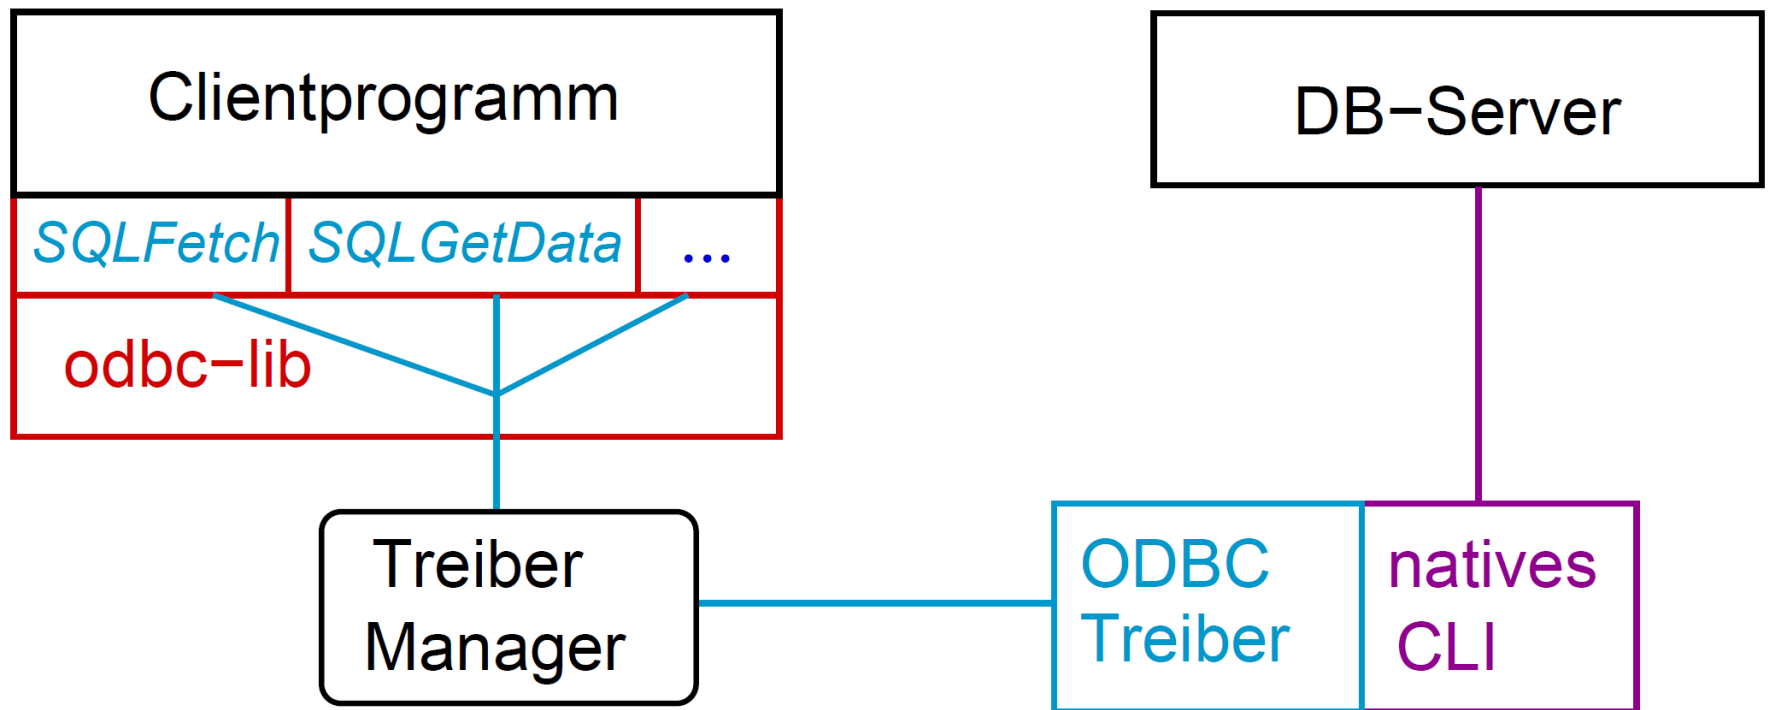 Clientprogramm
DB−Server
SQLFetch
SQLGetData
...
odbc−lib
Treiber
Manager
ODBC
Treiber
natives
CLI